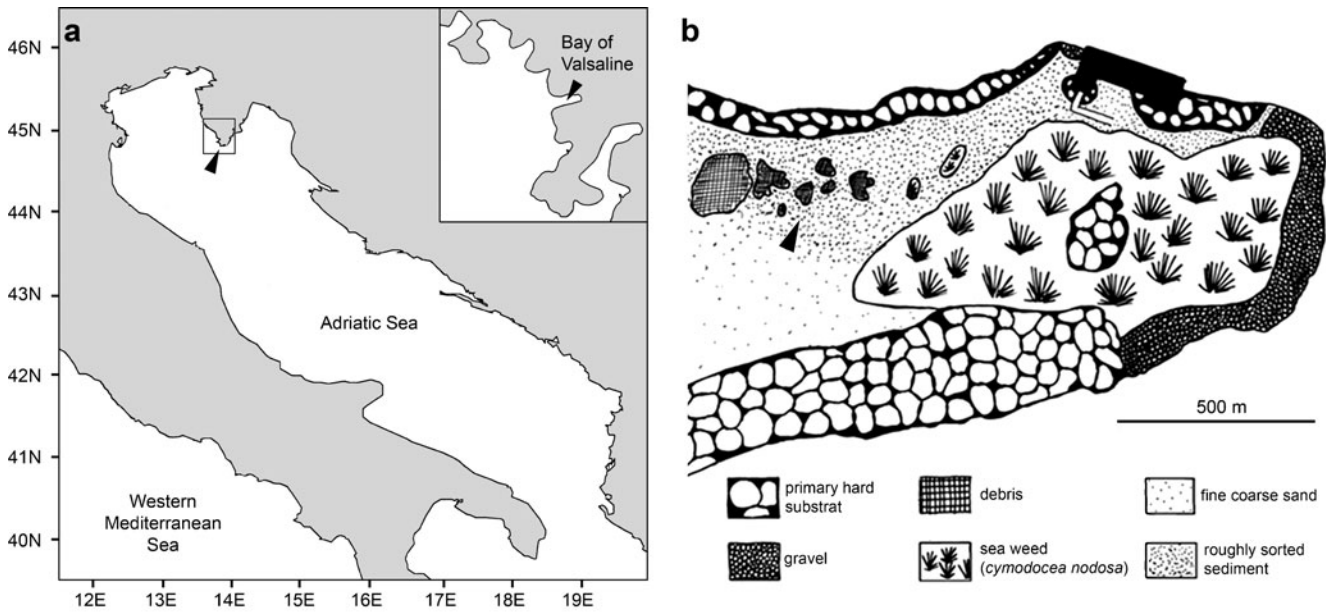 a
46N
45N
44N
43N
42N
41N
40N
12E
13E
14E
15E
16E
17E
18E
19E
Bay of
Valsaline
Adriatic Sea
Western
Mediterranean
Sea
b
500 m
primary hard
substrat
debris
fine coarse sand
gravel
sea weed
(cymodocea nodosa)
roughly sorted
sediment